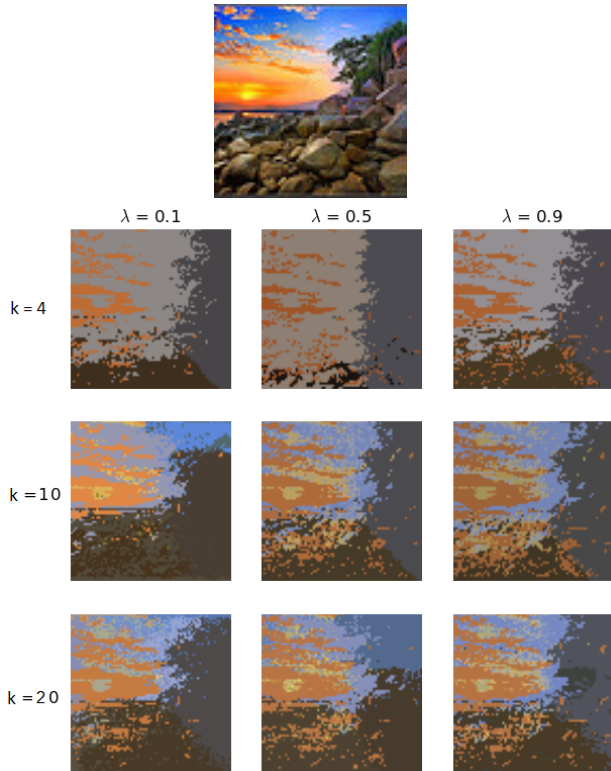 λ = 0.1 λ = 0.5 λ = 0.9
k = 4
k = 10
k = 20